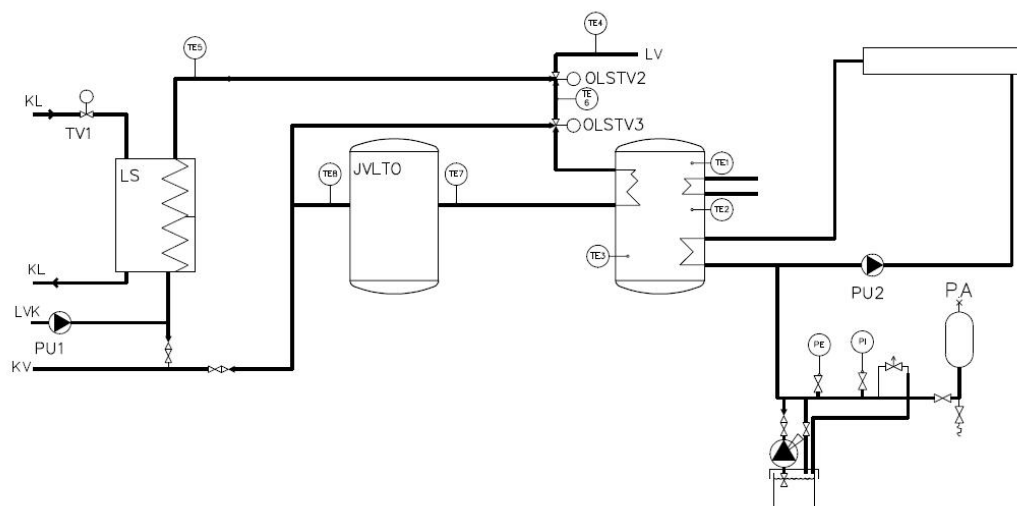 TE4
LV
TE5
OLSTV2
TE
6
KL
TV1
OLSTV3
LS
JVLTO
TE8
TE7
TE1
TE2
TE3
KL
LVK
PU1
KV
PU2
PA
PE
PI